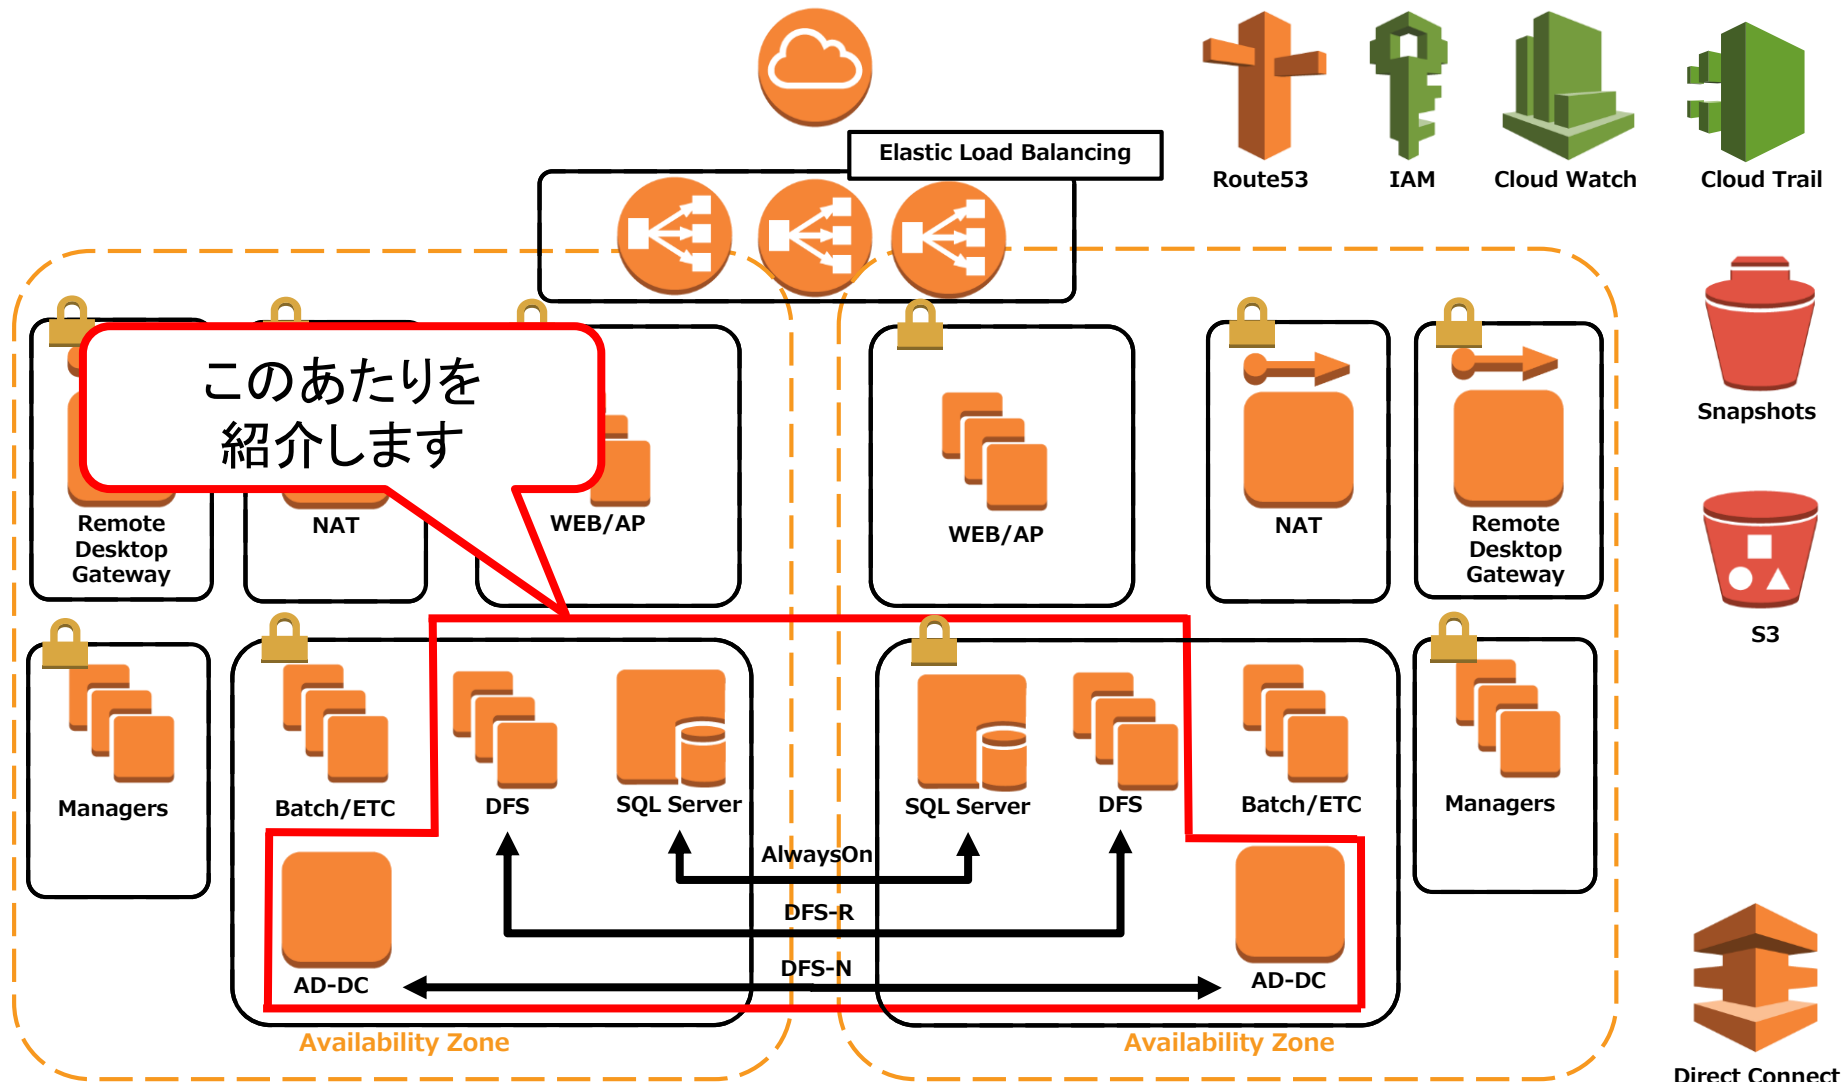 Elastic Load Balancing
Route53
IAM
Cloud Watch
Cloud Trail
このあたりを
紹介します
Remote
Desktop
Gateway
NAT
WEB/AP
WEB/AP
NAT
Remote
Desktop
Gateway
Snapshots
S3
Managers
Batch/ETC
DFS
SQL Server
SQL Server
DFS
Batch/ETC
Managers
AlwaysOn
DFS-R
DFS-N
AD-DC
AD-DC
Availability Zone
Availability Zone
Direct Connect